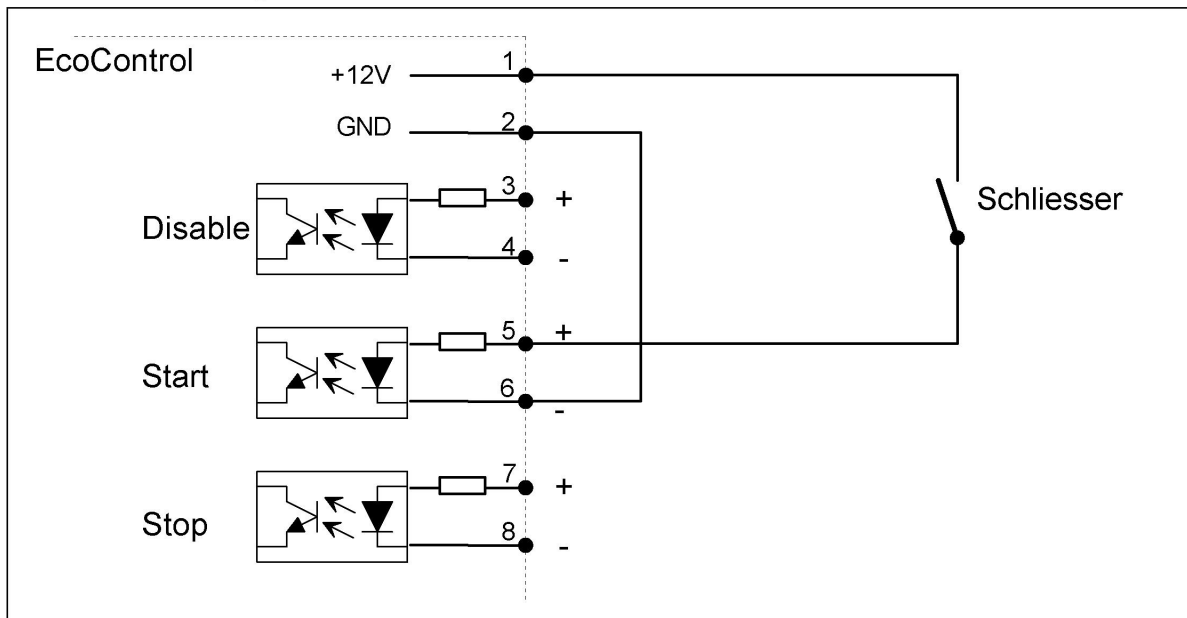 EcoControl
+12V
1
GND
2
Disable
3
+
4
-
Schliesser
Start
5
+
6
-
Stop
7
+
8
-